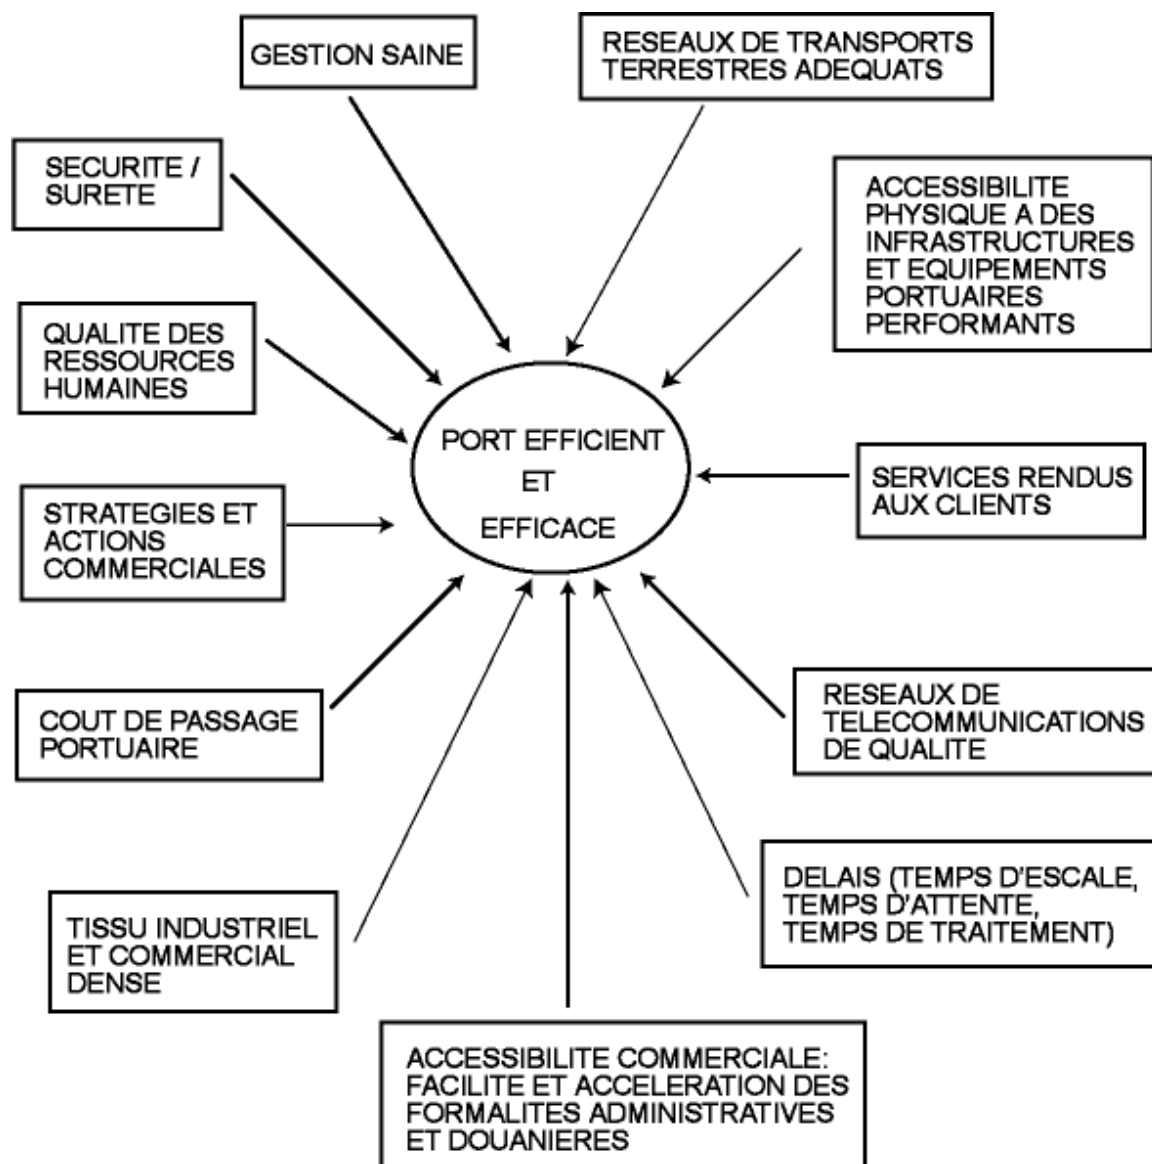 GESTION SAINE
RESEAUX DE TRANSPORTS
TERRESTRES ADEQUATS
SECURITE /
SURETE
ACCESSIBILITE
PHYSIQUE A DES
INFRASTRUCTURES
ET EQUIPEMENTS
PORTUAIRES
PERFORMANTS
QUALITE DES
RESSOURCES
HUMAINES
PORT EFFICIENT
ET
EFFICACE
SERVICES RENDUS
AUX CLIENTS
STRATEGIES ET
ACTIONS
COMMERCIALES
COUT DE PASSAGE
PORTUAIRE
RESEAUX DE
TELECOMMUNICATIONS
DE QUALITE
DELAIS (TEMPS D'ESCALE,
TEMPS D'ATTENTE,
TEMPS DE TRAITEMENT)
TISSU INDUSTRIEL
ET COMMERCIAL
DENSE
ACCESSIBILITE COMMERCIALE:
FACILITE ET ACCELERATION DES
FORMALITES ADMINISTRATIVES
ET DOUANIERES